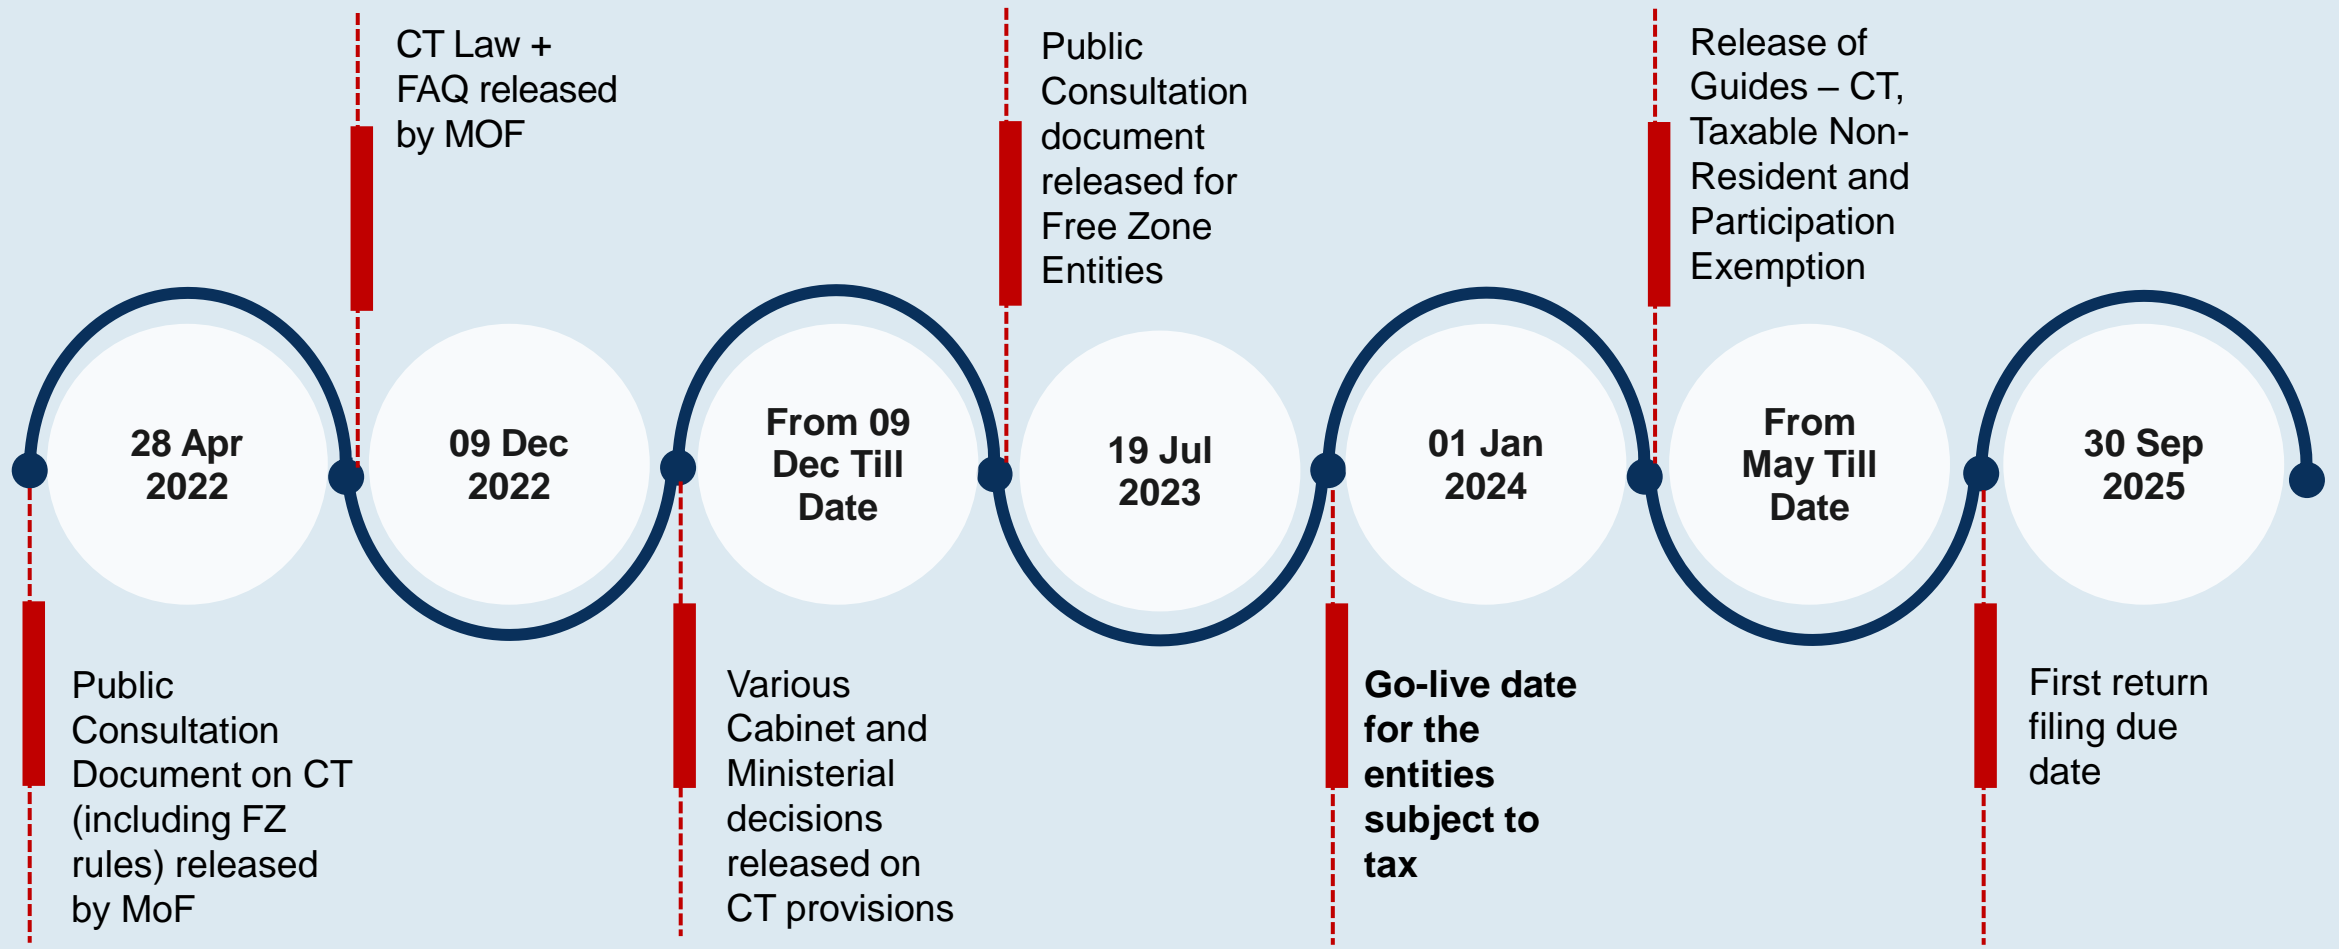 CT Law +
FAQ released
by MOF
Public
Consultation
document
released for
Free Zone
Entities
Release of
Guides – CT,
Taxable Non-
Resident and
Participation
Exemption
28 Apr
2022
09 Dec
2022
From 09
Dec Till
Date
19 Jul
2023
01 Jan
2024
From
May Till
Date
30 Sep
2025
Public
Consultation
Document on CT
(including FZ
rules) released
by MoF
Various
Cabinet and
Ministerial
decisions
released on
CT provisions
Go-live date
for the
entities
subject to
tax
First return
filing due
date